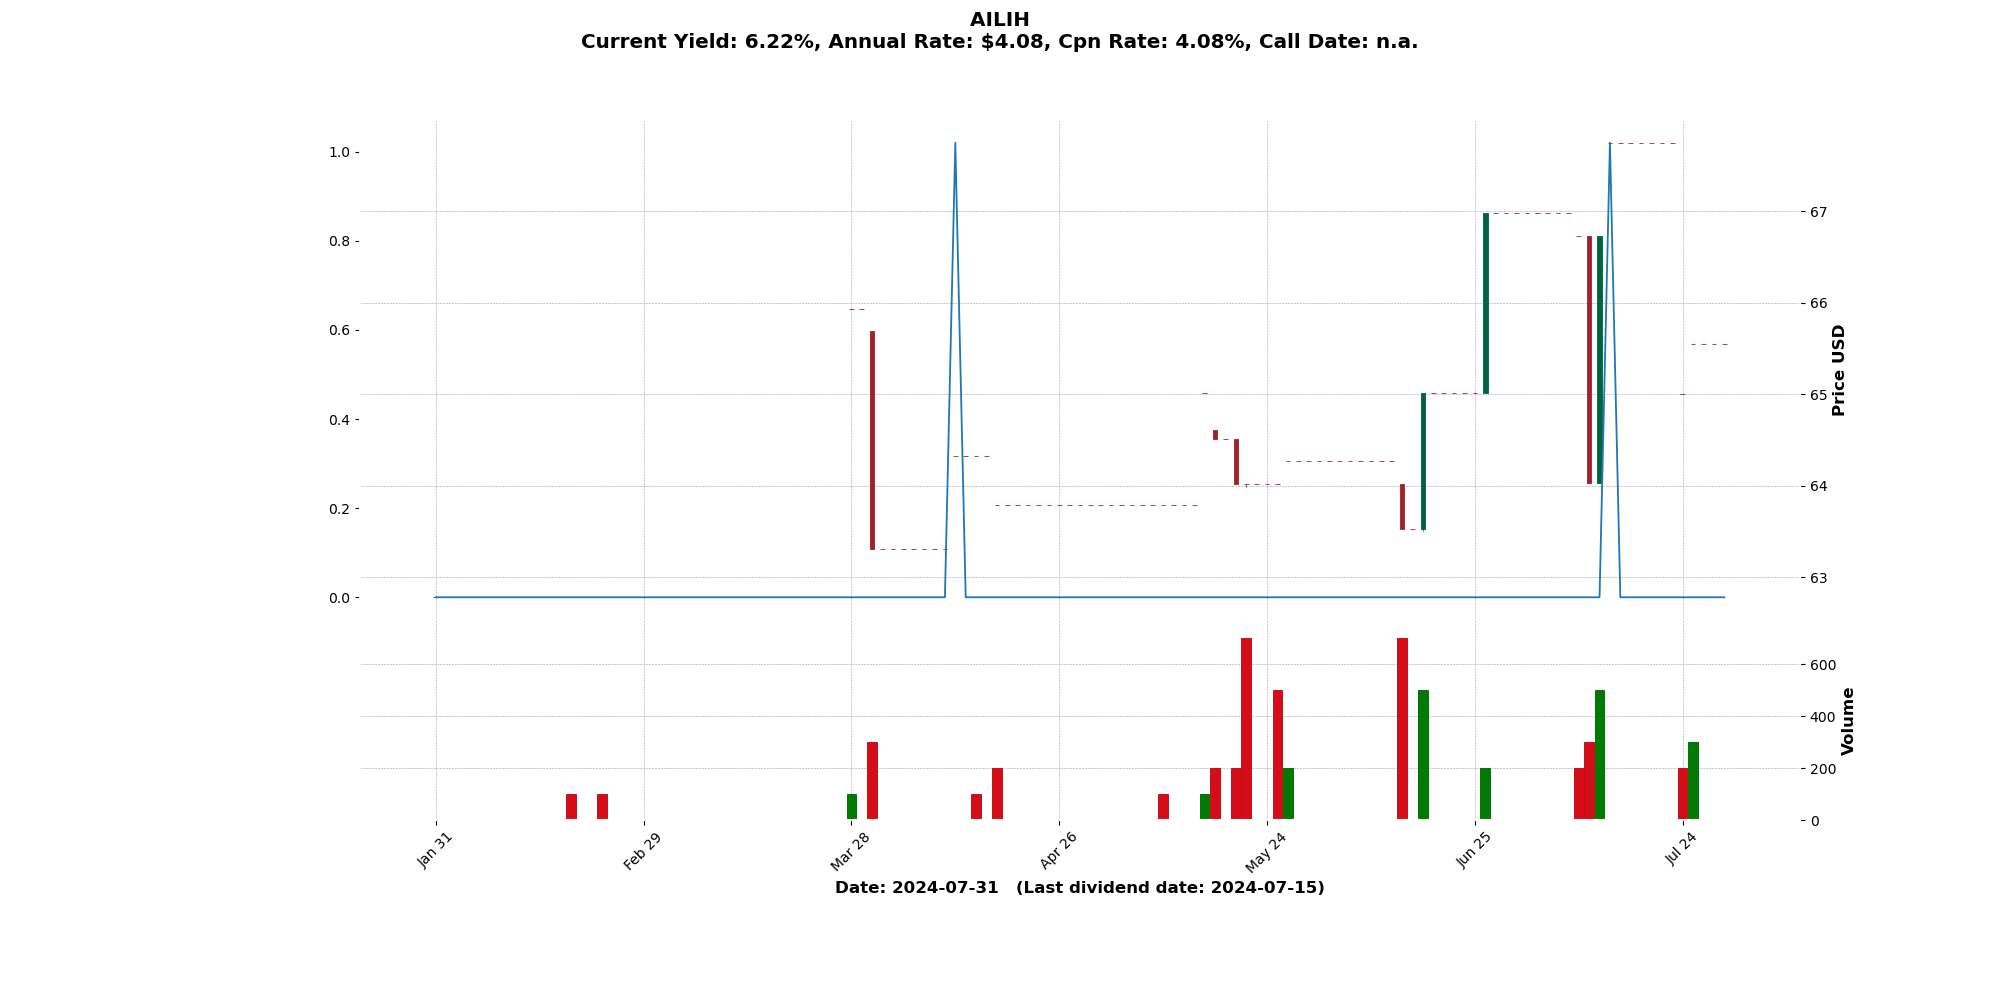 AILIH
Current Yield: 6.22%, Annual Rate: $4.08, Cpn Rate: 4.08%, Call Date: n.a.
1.0
0.8
0.6
0.4
0.2
0.0
67
66
65
64
63
Price USD
600
400
200
0
Volume
Jan 31
Feb 29
Mar 28
Apr 26
May 24
Jun 25
Jul 24
Date: 2024-07-31   (Last dividend date: 2024-07-15)